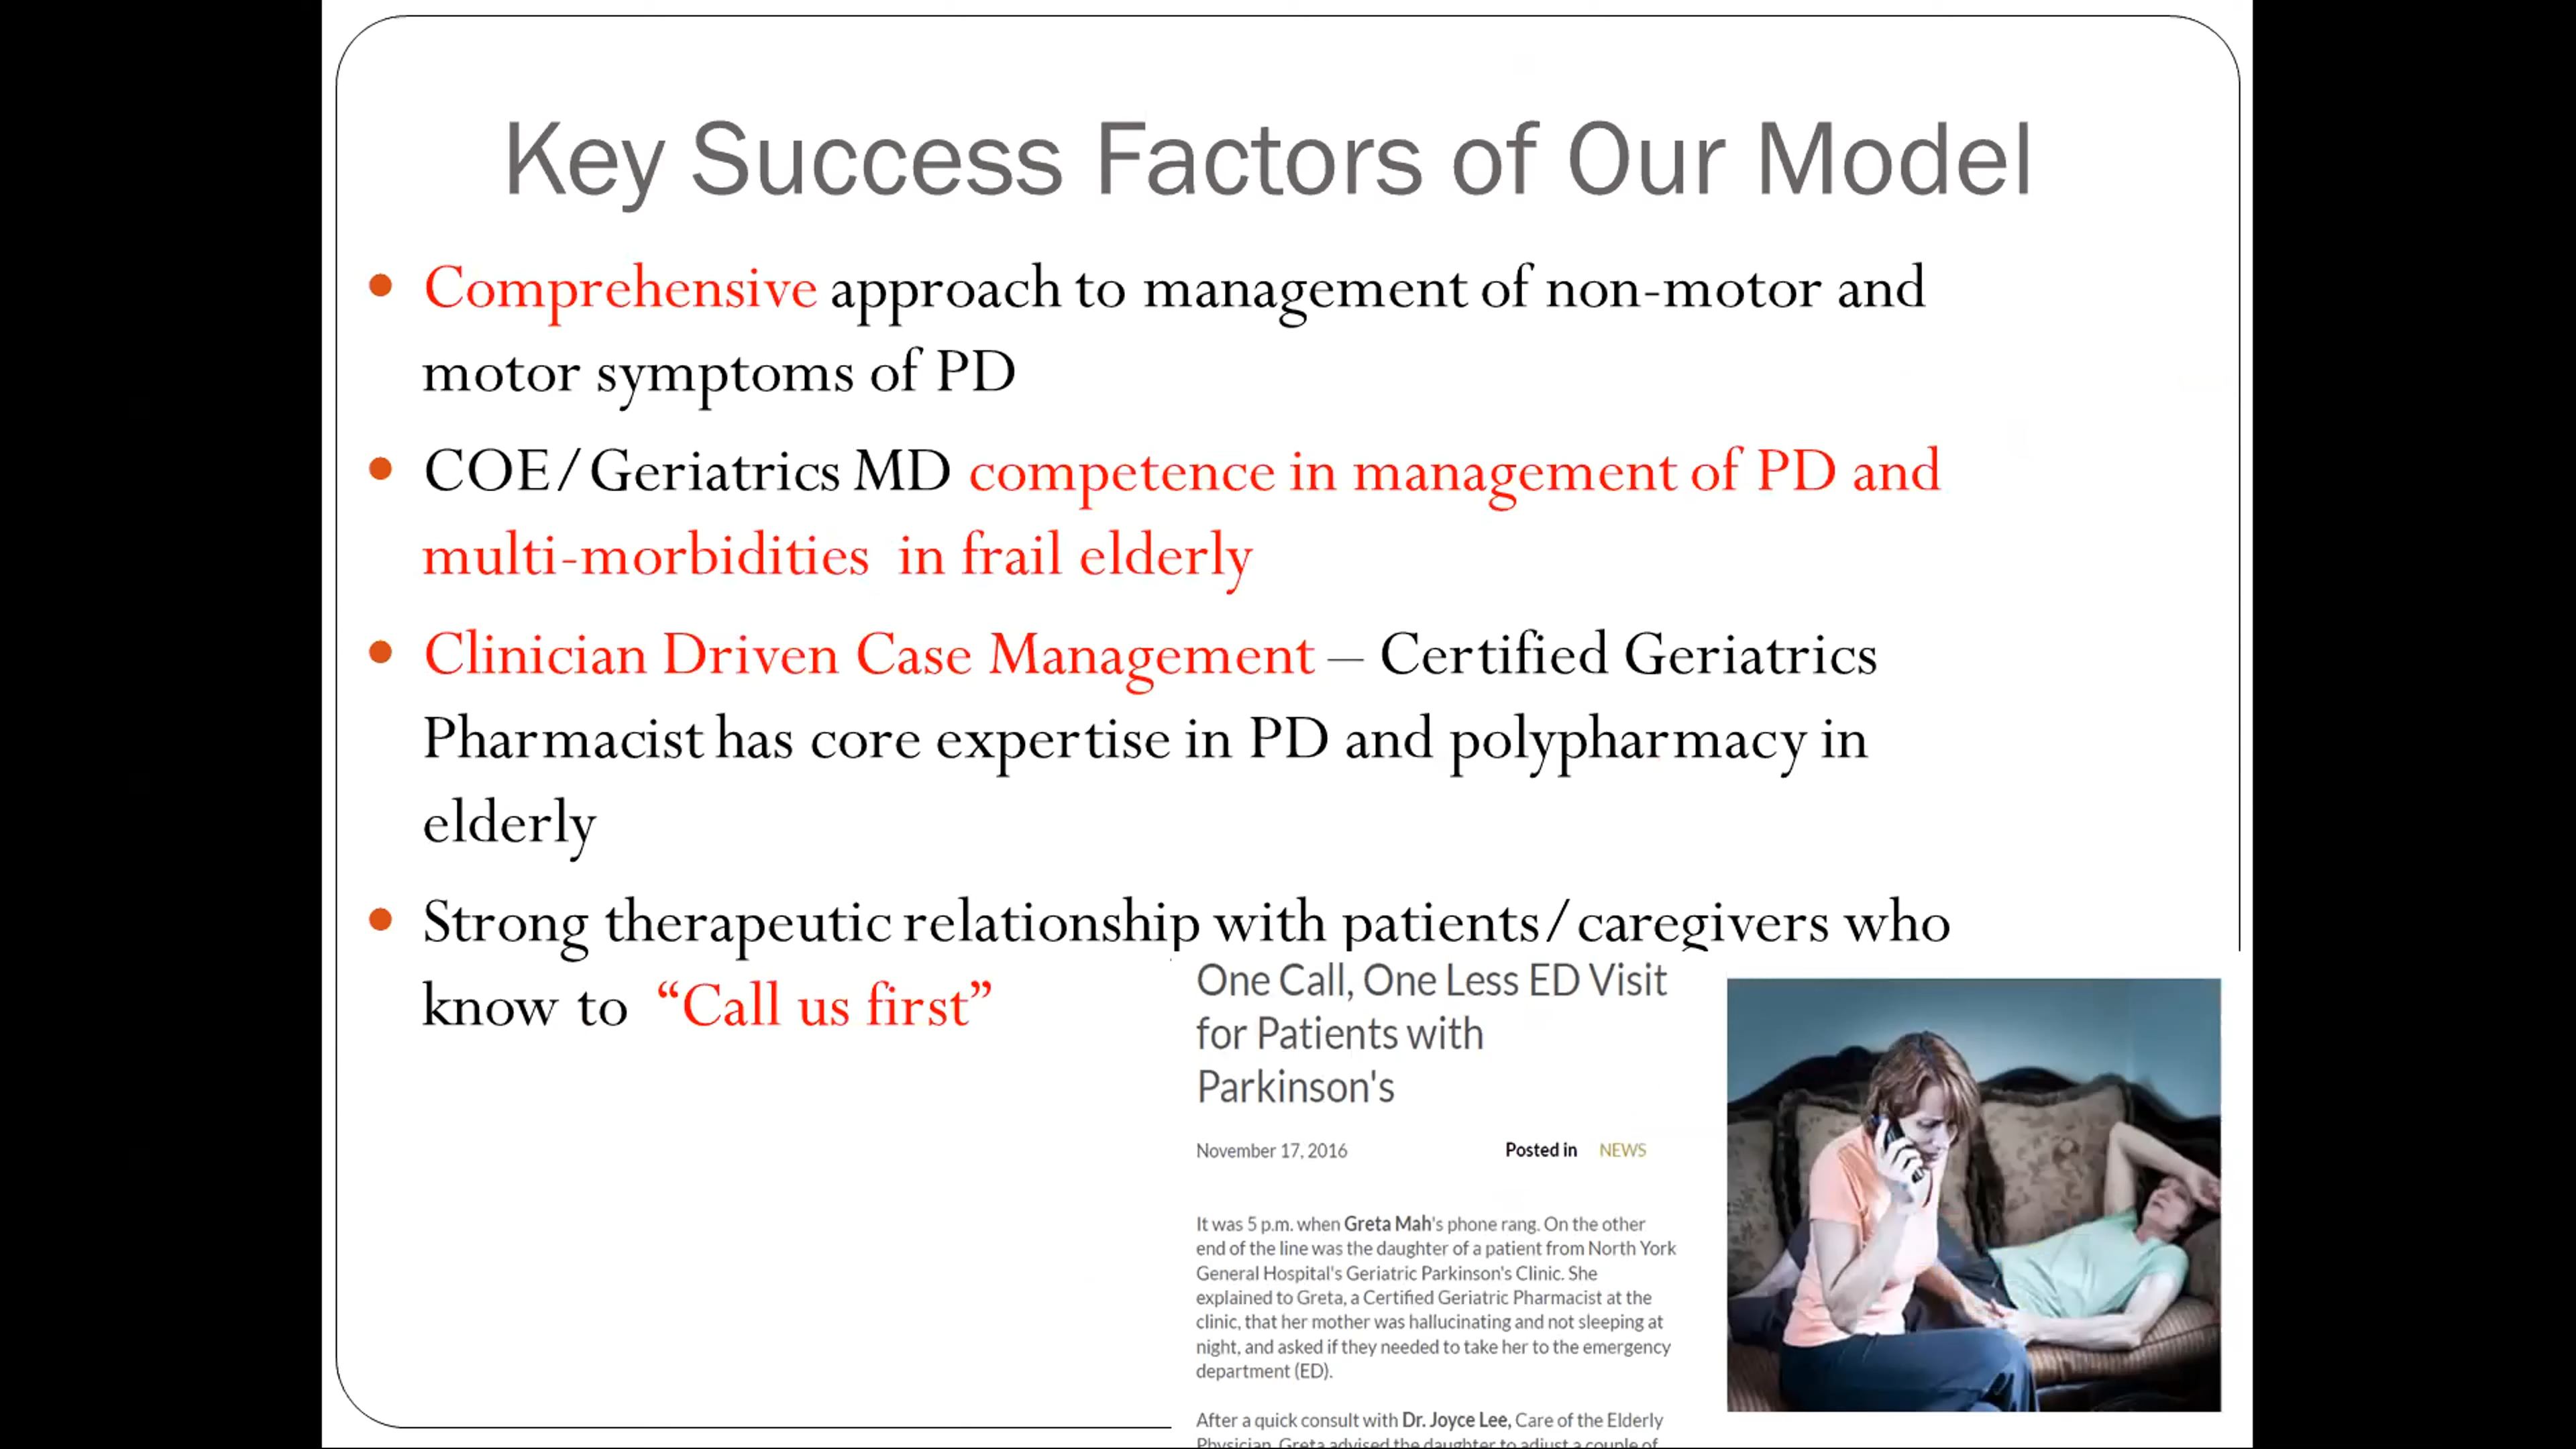 Key Success Factors of Our Model
• Comprehensive approach to management of non-motor and
motor symptoms of PD
• COE/Geriatrics MD competence in management of PD and
multi-morbidities in frail elderly
• Clinician Driven Case Management – Certified Geriatrics
Pharmacist has core expertise in PD and polypharmacy in
elderly
• Strong therapeutic relationship with patients/caregivers who
know to “Call us first”
One Call, One Less ED Visit
for Patients with
Parkinson's
November 17, 2016 Posted in NEWS
It was 5 p.m. when Greta Mah's phone rang. On the other
end of the line was the daughter of a patient from North York
General Hospital's Geriatric Parkinson's Clinic. She
explained to Greta, a Certified Geriatric Pharmacist at the
clinic, that her mother was hallucinating and not sleeping at
night, and asked if they needed to take her to the emergency
department (ED).
After a quick consult with Dr. Joyce Lee, Care of the Elderly
Physician, Greta advised the daughter to adjust a couple of